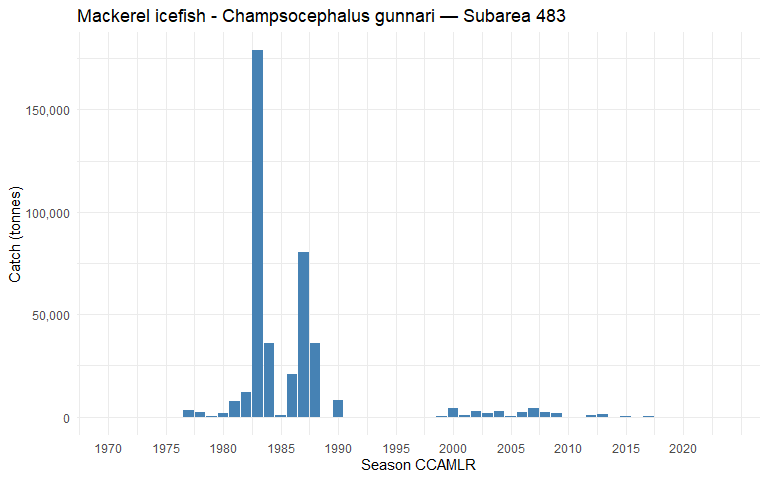 Mackerel icefish - Champsocephalus gunnari — Subarea 483
Catch (tonnes)
150,000
100,000
50,000
0
1970 1975 1980 1985 1990 1995 2000 2005 2010 2015 2020
Season CCAMLR